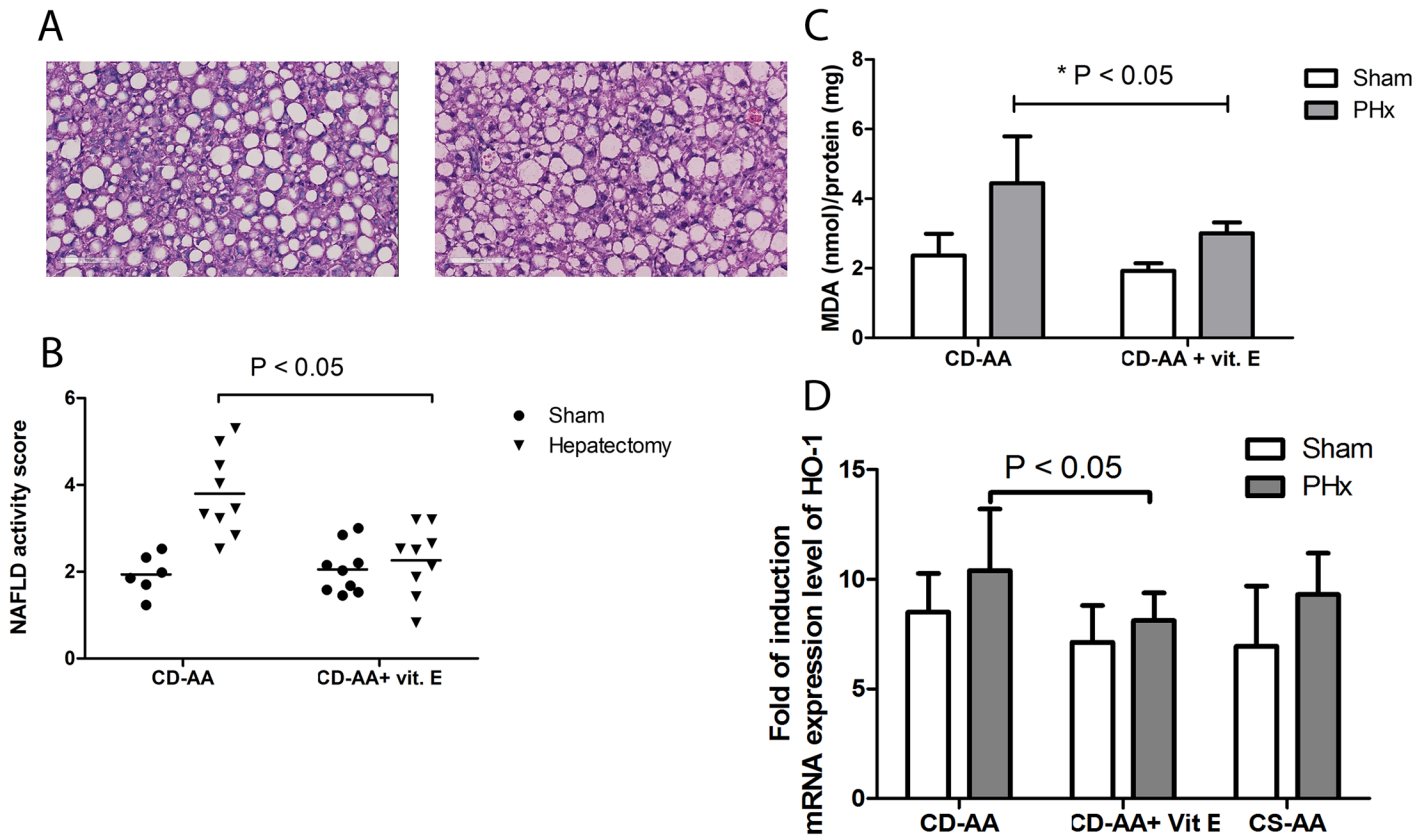 A
B
P < 0.05
6
4
2
0
NAFLD activity score
CD-AA
CD-AA+ vit. E
Sham
Hepatectomy
C
* P < 0.05
8
6
4
2
0
MDA (nmol)/protein (mg)
CD-AA
CD-AA + vit. E
Sham
PHx
D
P < 0.05
15
10
5
0
Fold of induction
mRNA expression level of HO-1
CD-AA
CD-AA+ Vit E
CS-AA
Sham
PHx